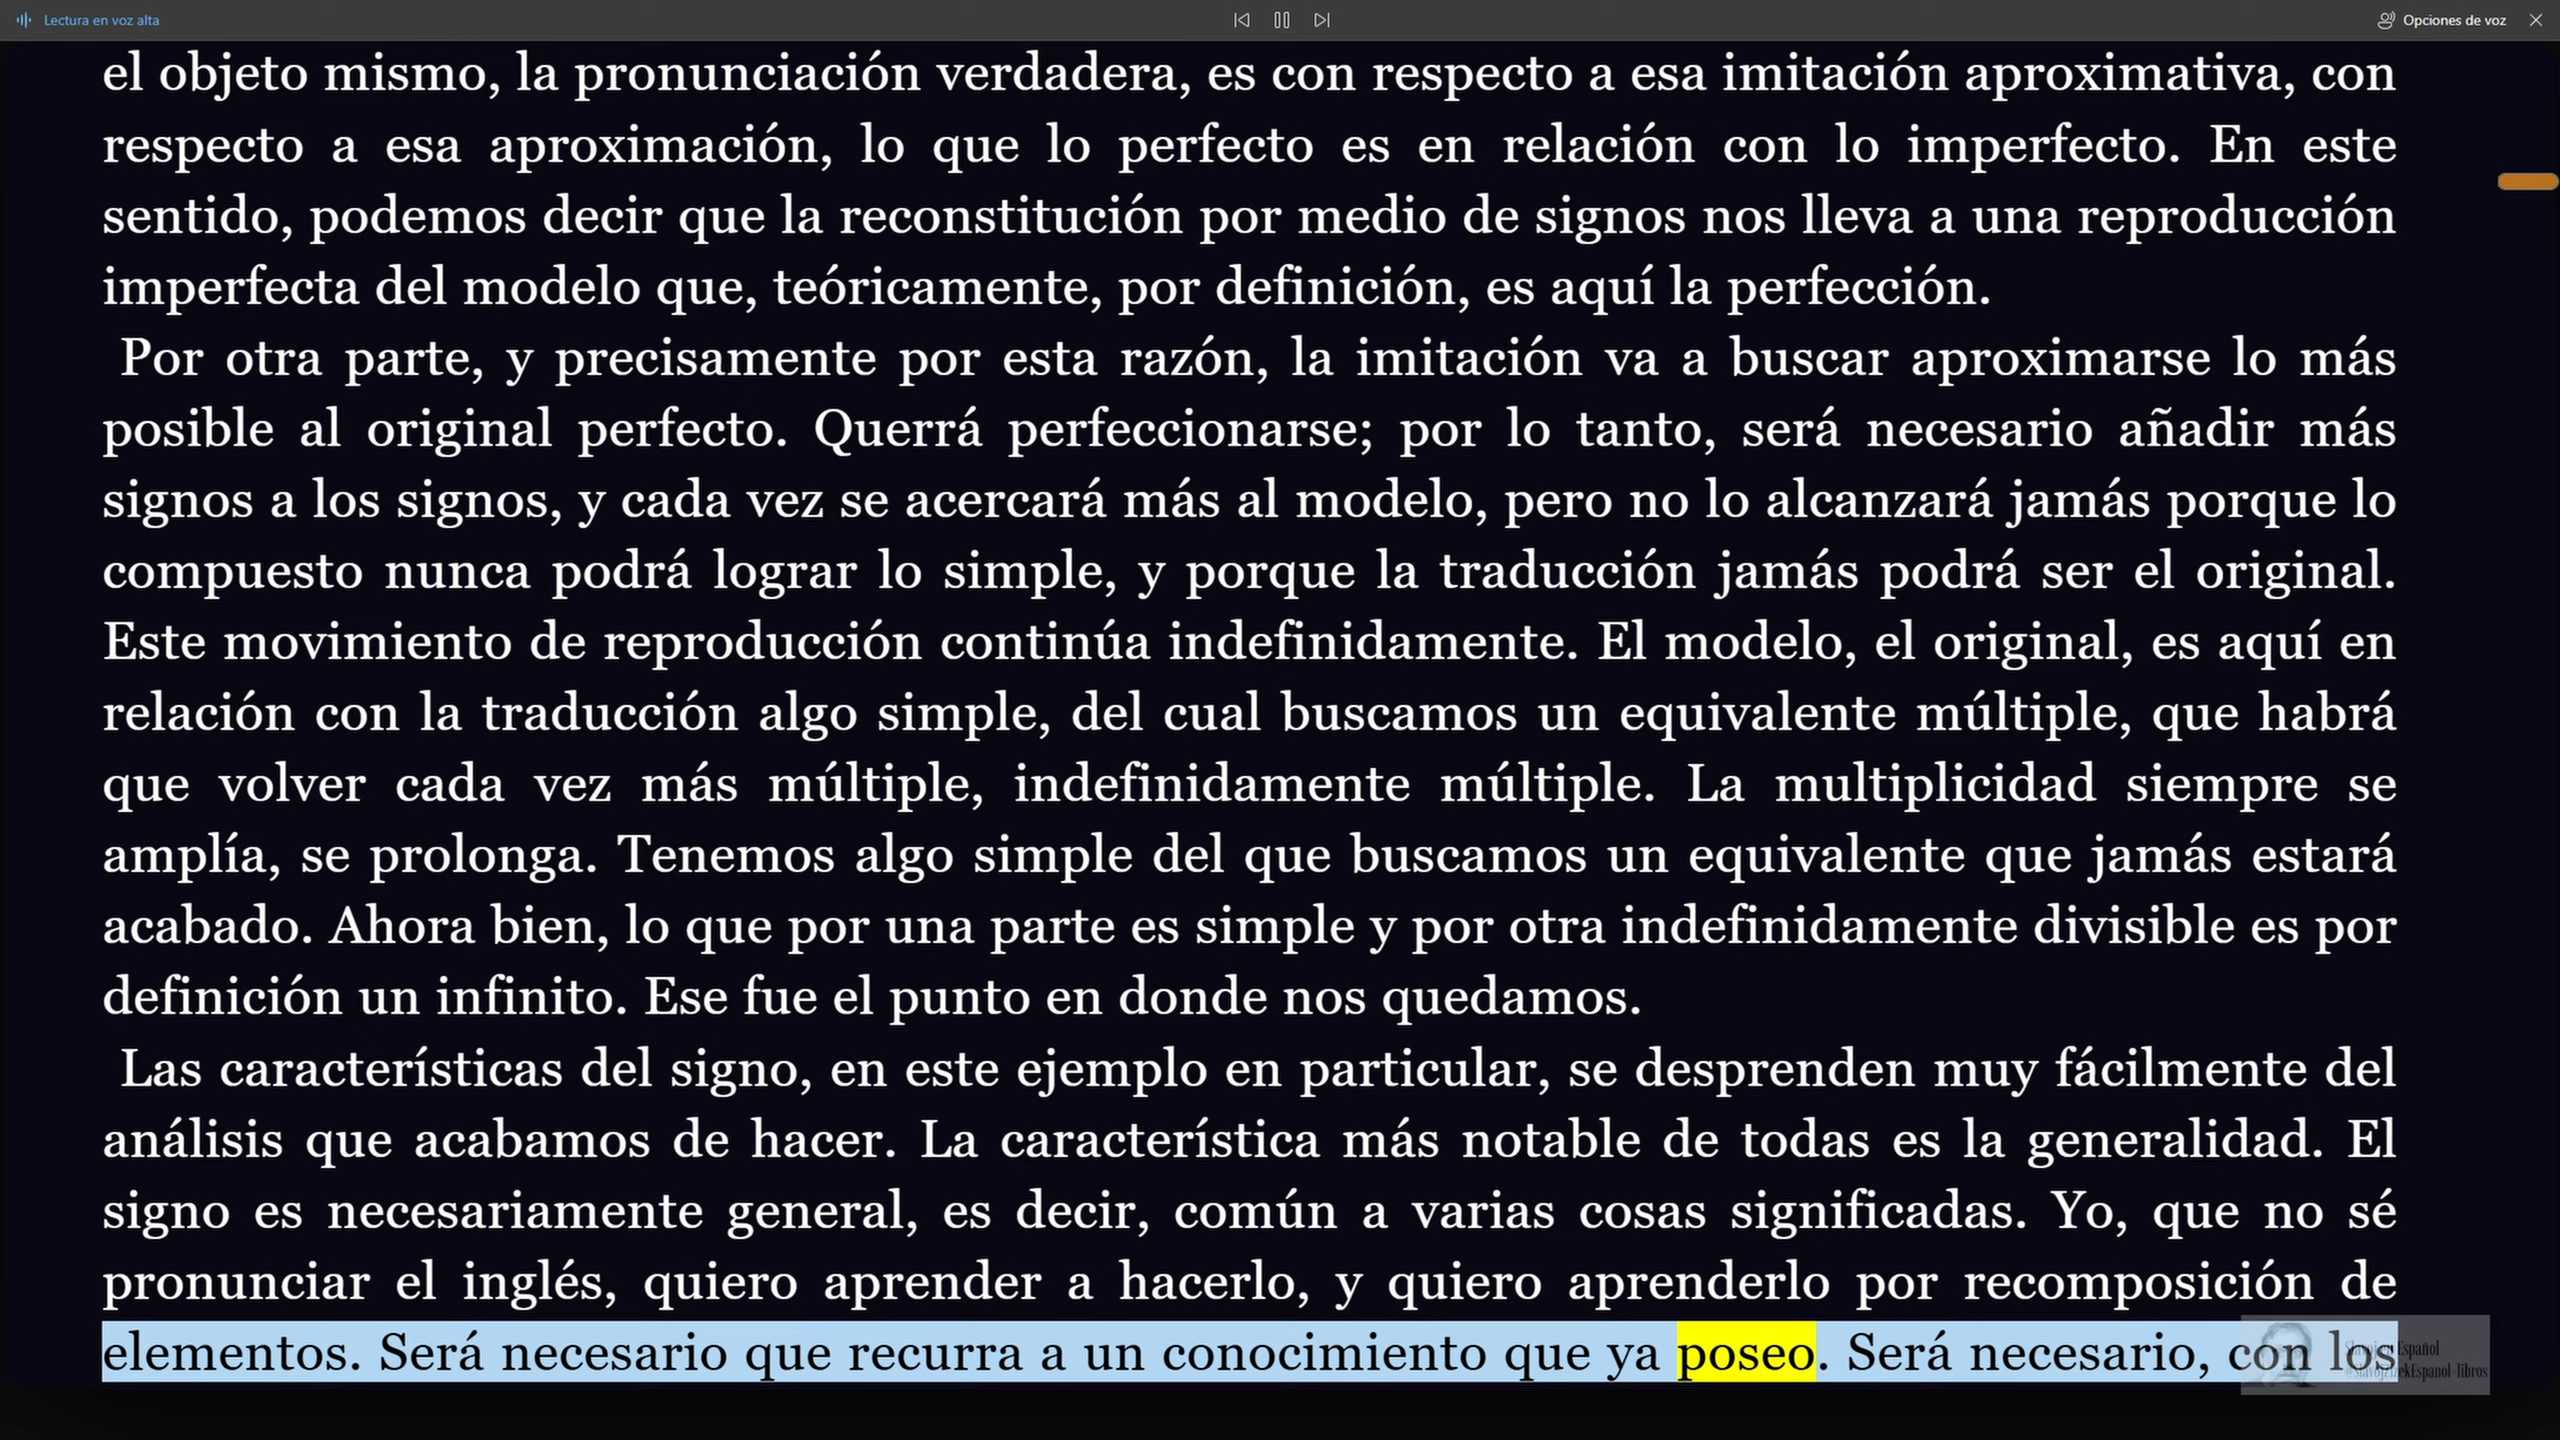 Lectura en voz alta
Opciones de voz
el objeto mismo, la pronunciación verdadera, es con respecto a esa imitación aproximativa, con
respecto a esa aproximación, lo que lo perfecto es en relación con lo imperfecto. En este
sentido, podemos decir que la reconstitución por medio de signos nos lleva a una reproducción
imperfecta del modelo que, teóricamente, por definición, es aquí la perfección.
Por otra parte, y precisamente por esta razón, la imitación va a buscar aproximarse lo más
posible al original perfecto. Querrá perfeccionarse; por lo tanto, será necesario añadir más
signos a los signos, y cada vez se acercará más al modelo, pero no lo alcanzará jamás porque lo
compuesto nunca podrá lograr lo simple, y porque la traducción jamás podrá ser el original.
Este movimiento de reproducción continúa indefinidamente. El modelo, el original, es aquí en
relación con la traducción algo simple, del cual buscamos un equivalente múltiple, que habrá
que volver cada vez más múltiple, indefinidamente múltiple. La multiplicidad siempre se
amplía, se prolonga. Tenemos algo simple del que buscamos un equivalente que jamás estará
acabado. Ahora bien, lo que por una parte es simple y por otra indefinidamente divisible es por
definición un infinito. Ese fue el punto en donde nos quedamos.
Las características del signo, en este ejemplo en particular, se desprenden muy fácilmente del
análisis que acabamos de hacer. La característica más notable de todas es la generalidad. El
signo es necesariamente general, es decir, común a varias cosas significadas. Yo, que no sé
pronunciar el inglés, quiero aprender a hacerlo, y quiero aprenderlo por recomposición de
elementos. Será necesario que recurra a un conocimiento que ya poseo. Será necesario, con los
Español